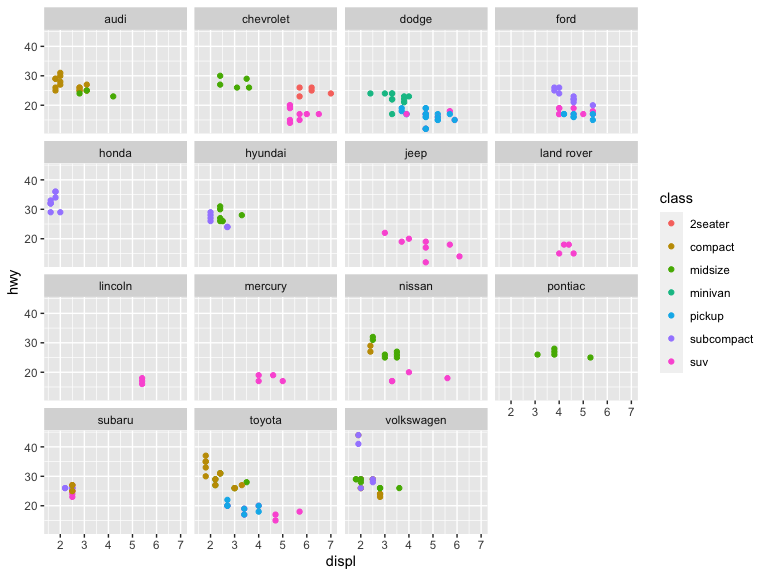 audi chevrolet dodge ford
40
30
20
honda hyundai jeep land rover
40
30
20
class
2seater
compact
midsize
minivan
pickup
subcompact
suv
hwy
lincoln mercury nissan pontiac
40
30
20
2 3 4 5 6 7
subaru toyota volkswagen
40
30
20
2 3 4 5 6 7 2 3 4 5 6 7 2 3 4 5 6 7
displ